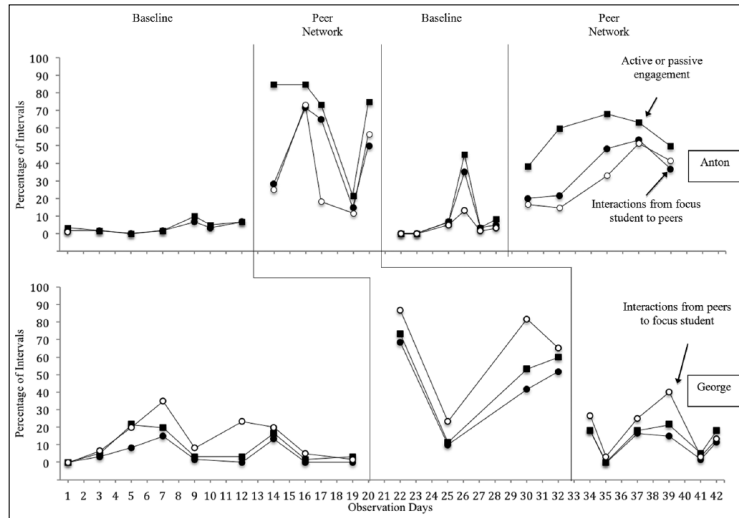 Baseline
Peer
Network
Baseline
Peer
Network
Percentage of Intervals
100
90
80
70
60
50
40
30
20
10
0
Active or passive
engagement
Anton
Interactions from focus
student to peers
Percentage of Intervals
100
90
80
70
60
50
40
30
20
10
0
Interactions from peers
to focus student
George
1 2 3 4 5 6 7 8 9 10 11 12 13 14 15 16 17 18 19 20 21 22 23 24 25 26 27 28 29 30 31 32 33 34 35 36 37 38 39 40 41 42
Observation Days